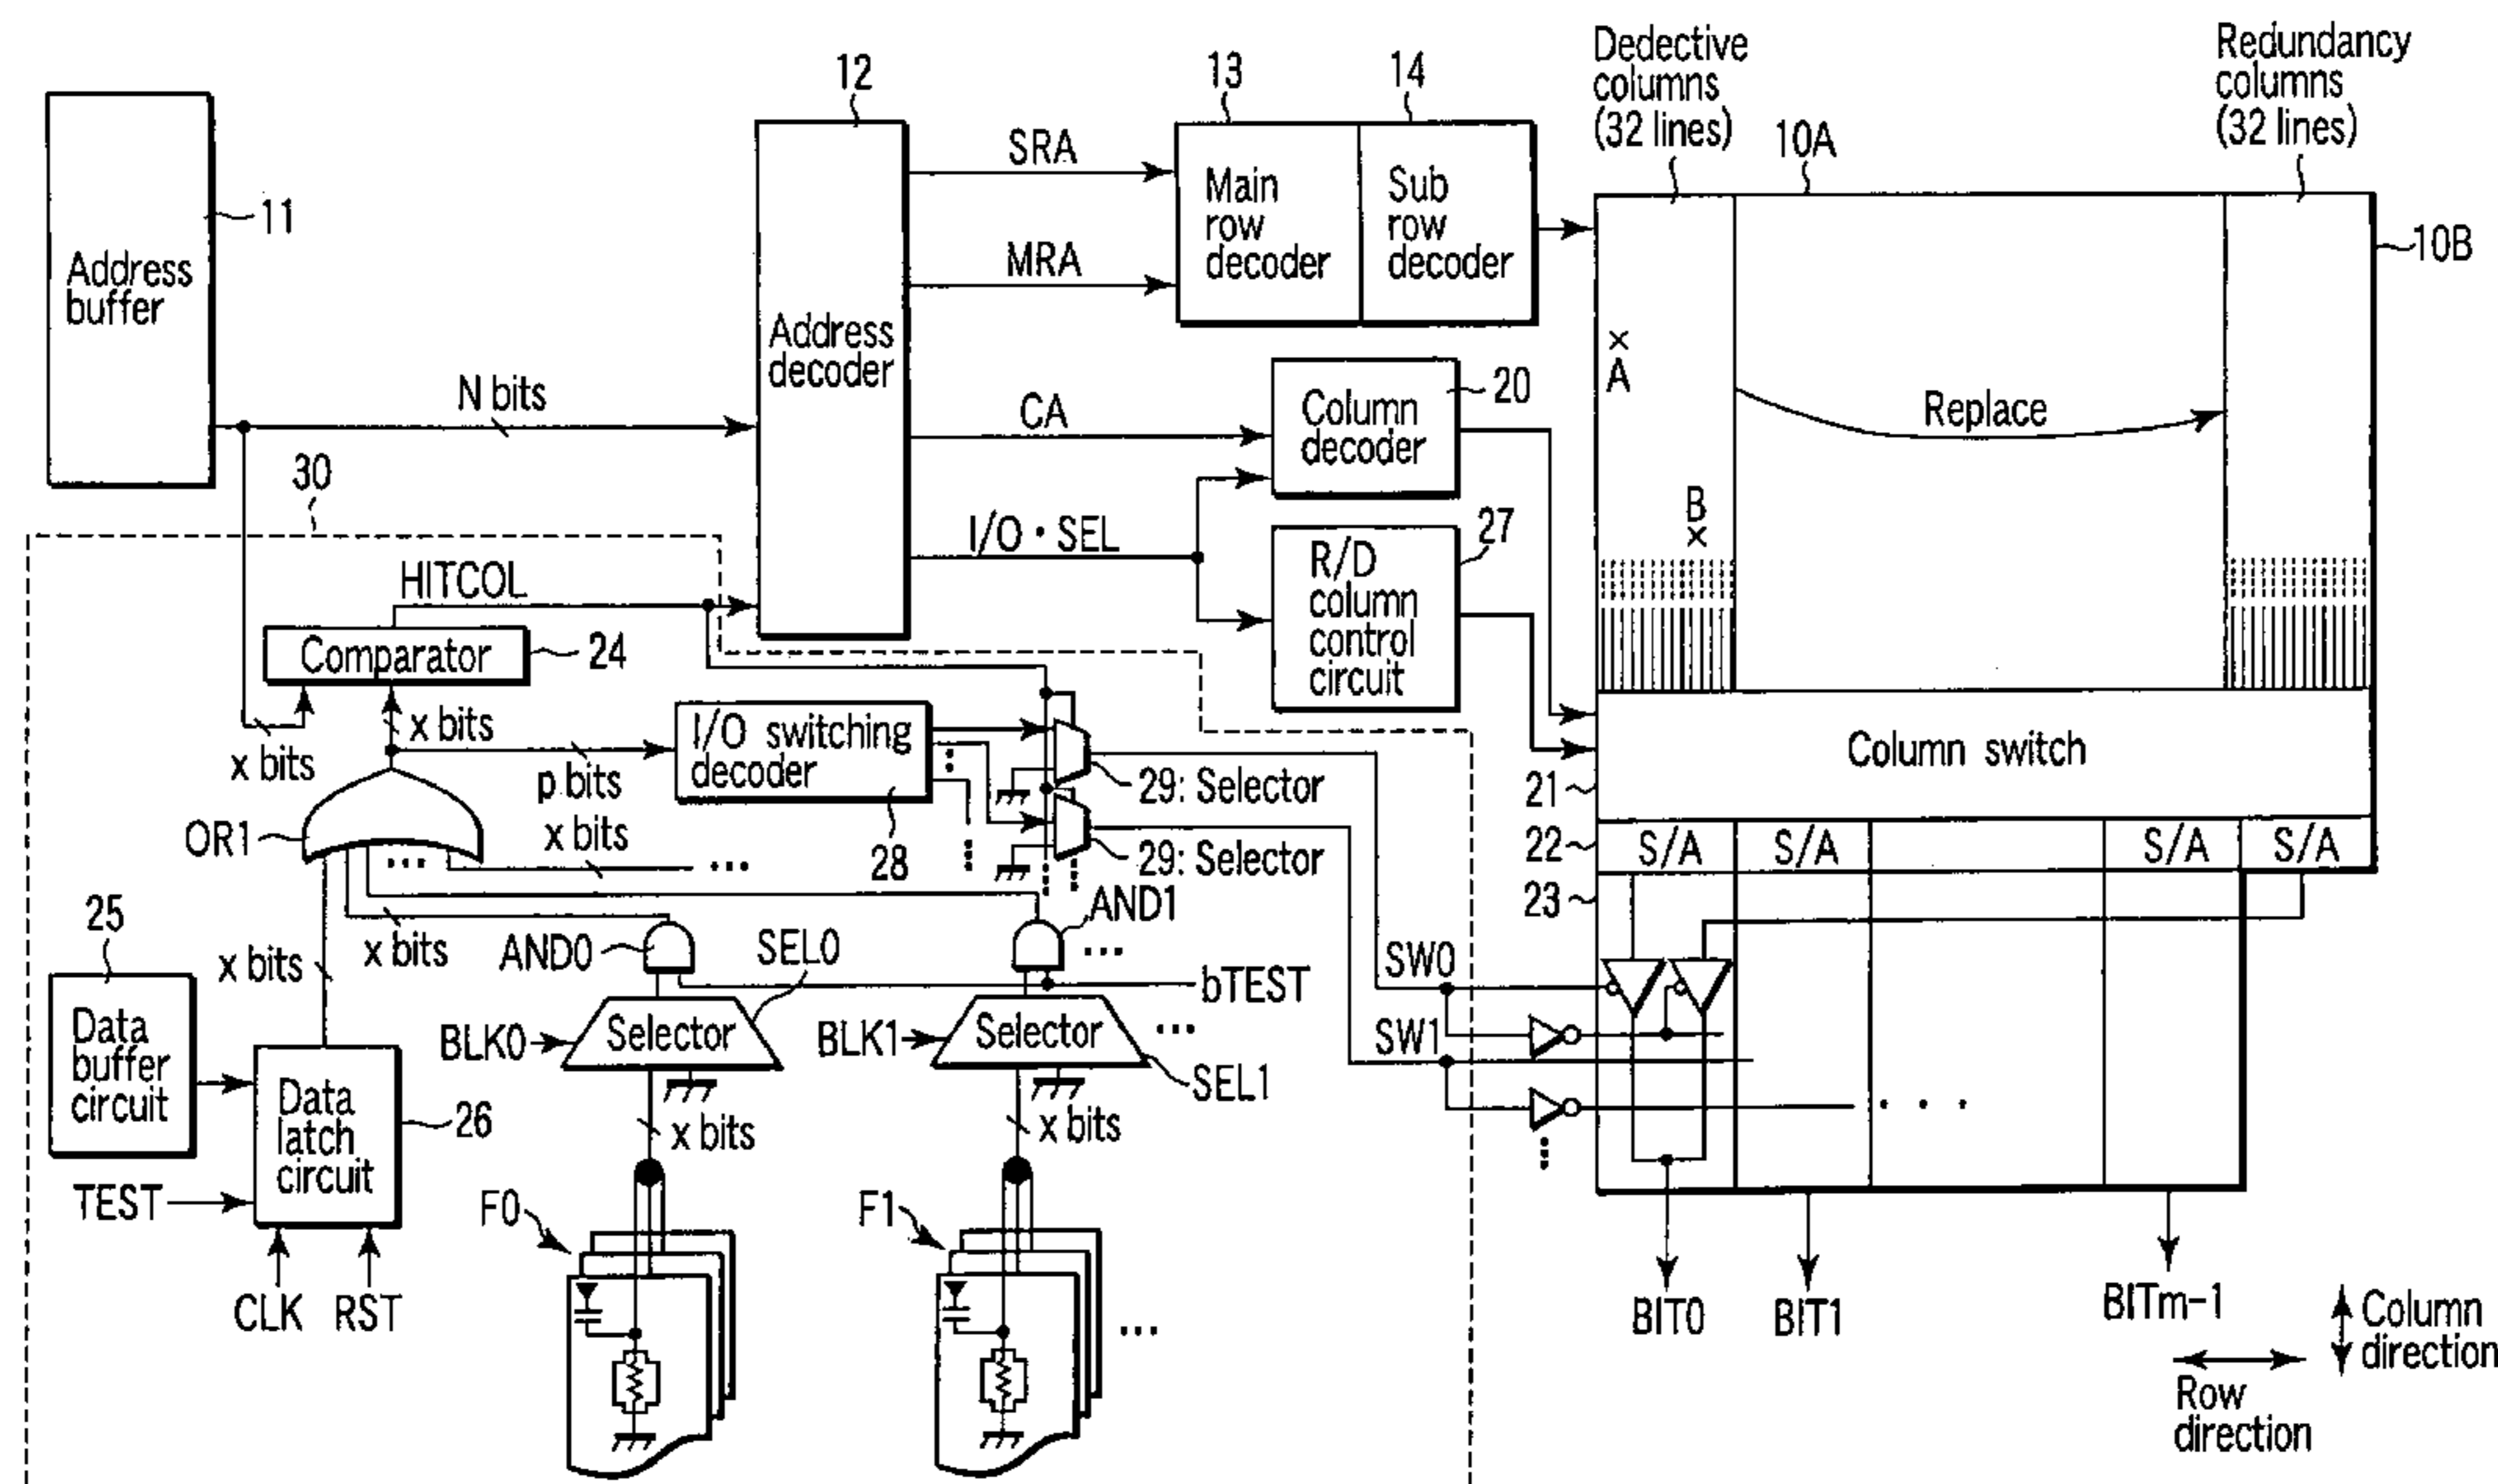 Dedective
columns
(32 lines)
Redundancy
columns
(32 lines)
12
13
14
10A
SRA
11
Main
row
decoder
Sub
row
decoder
10B
MRA
Address
buffer
Address
decoder
A
N bits
CA
Column
decoder
20
Replace
30
B
I/O・SEL
R/D
column
control
circuit
27
HITCOL
Comparator
24
x bits
x bits
I/O switching
decoder
p bits
28
29: Selector
29: Selector
Column switch
21
OR1
x bits
...
...
22
S/A
S/A
S/A
S/A
23
25
x bits
x bits
AND0
SEL0
AND1
...
bTEST
SW0
SW1
Data
buffer
circuit
BLK0
Selector
BLK1
Selector
...
SEL1
Data
latch
circuit
26
x bits
x bits
...
TEST
F0
F1
CLK
RST
...
BIT0
BIT1
BITm-1
Column
direction
Row
direction